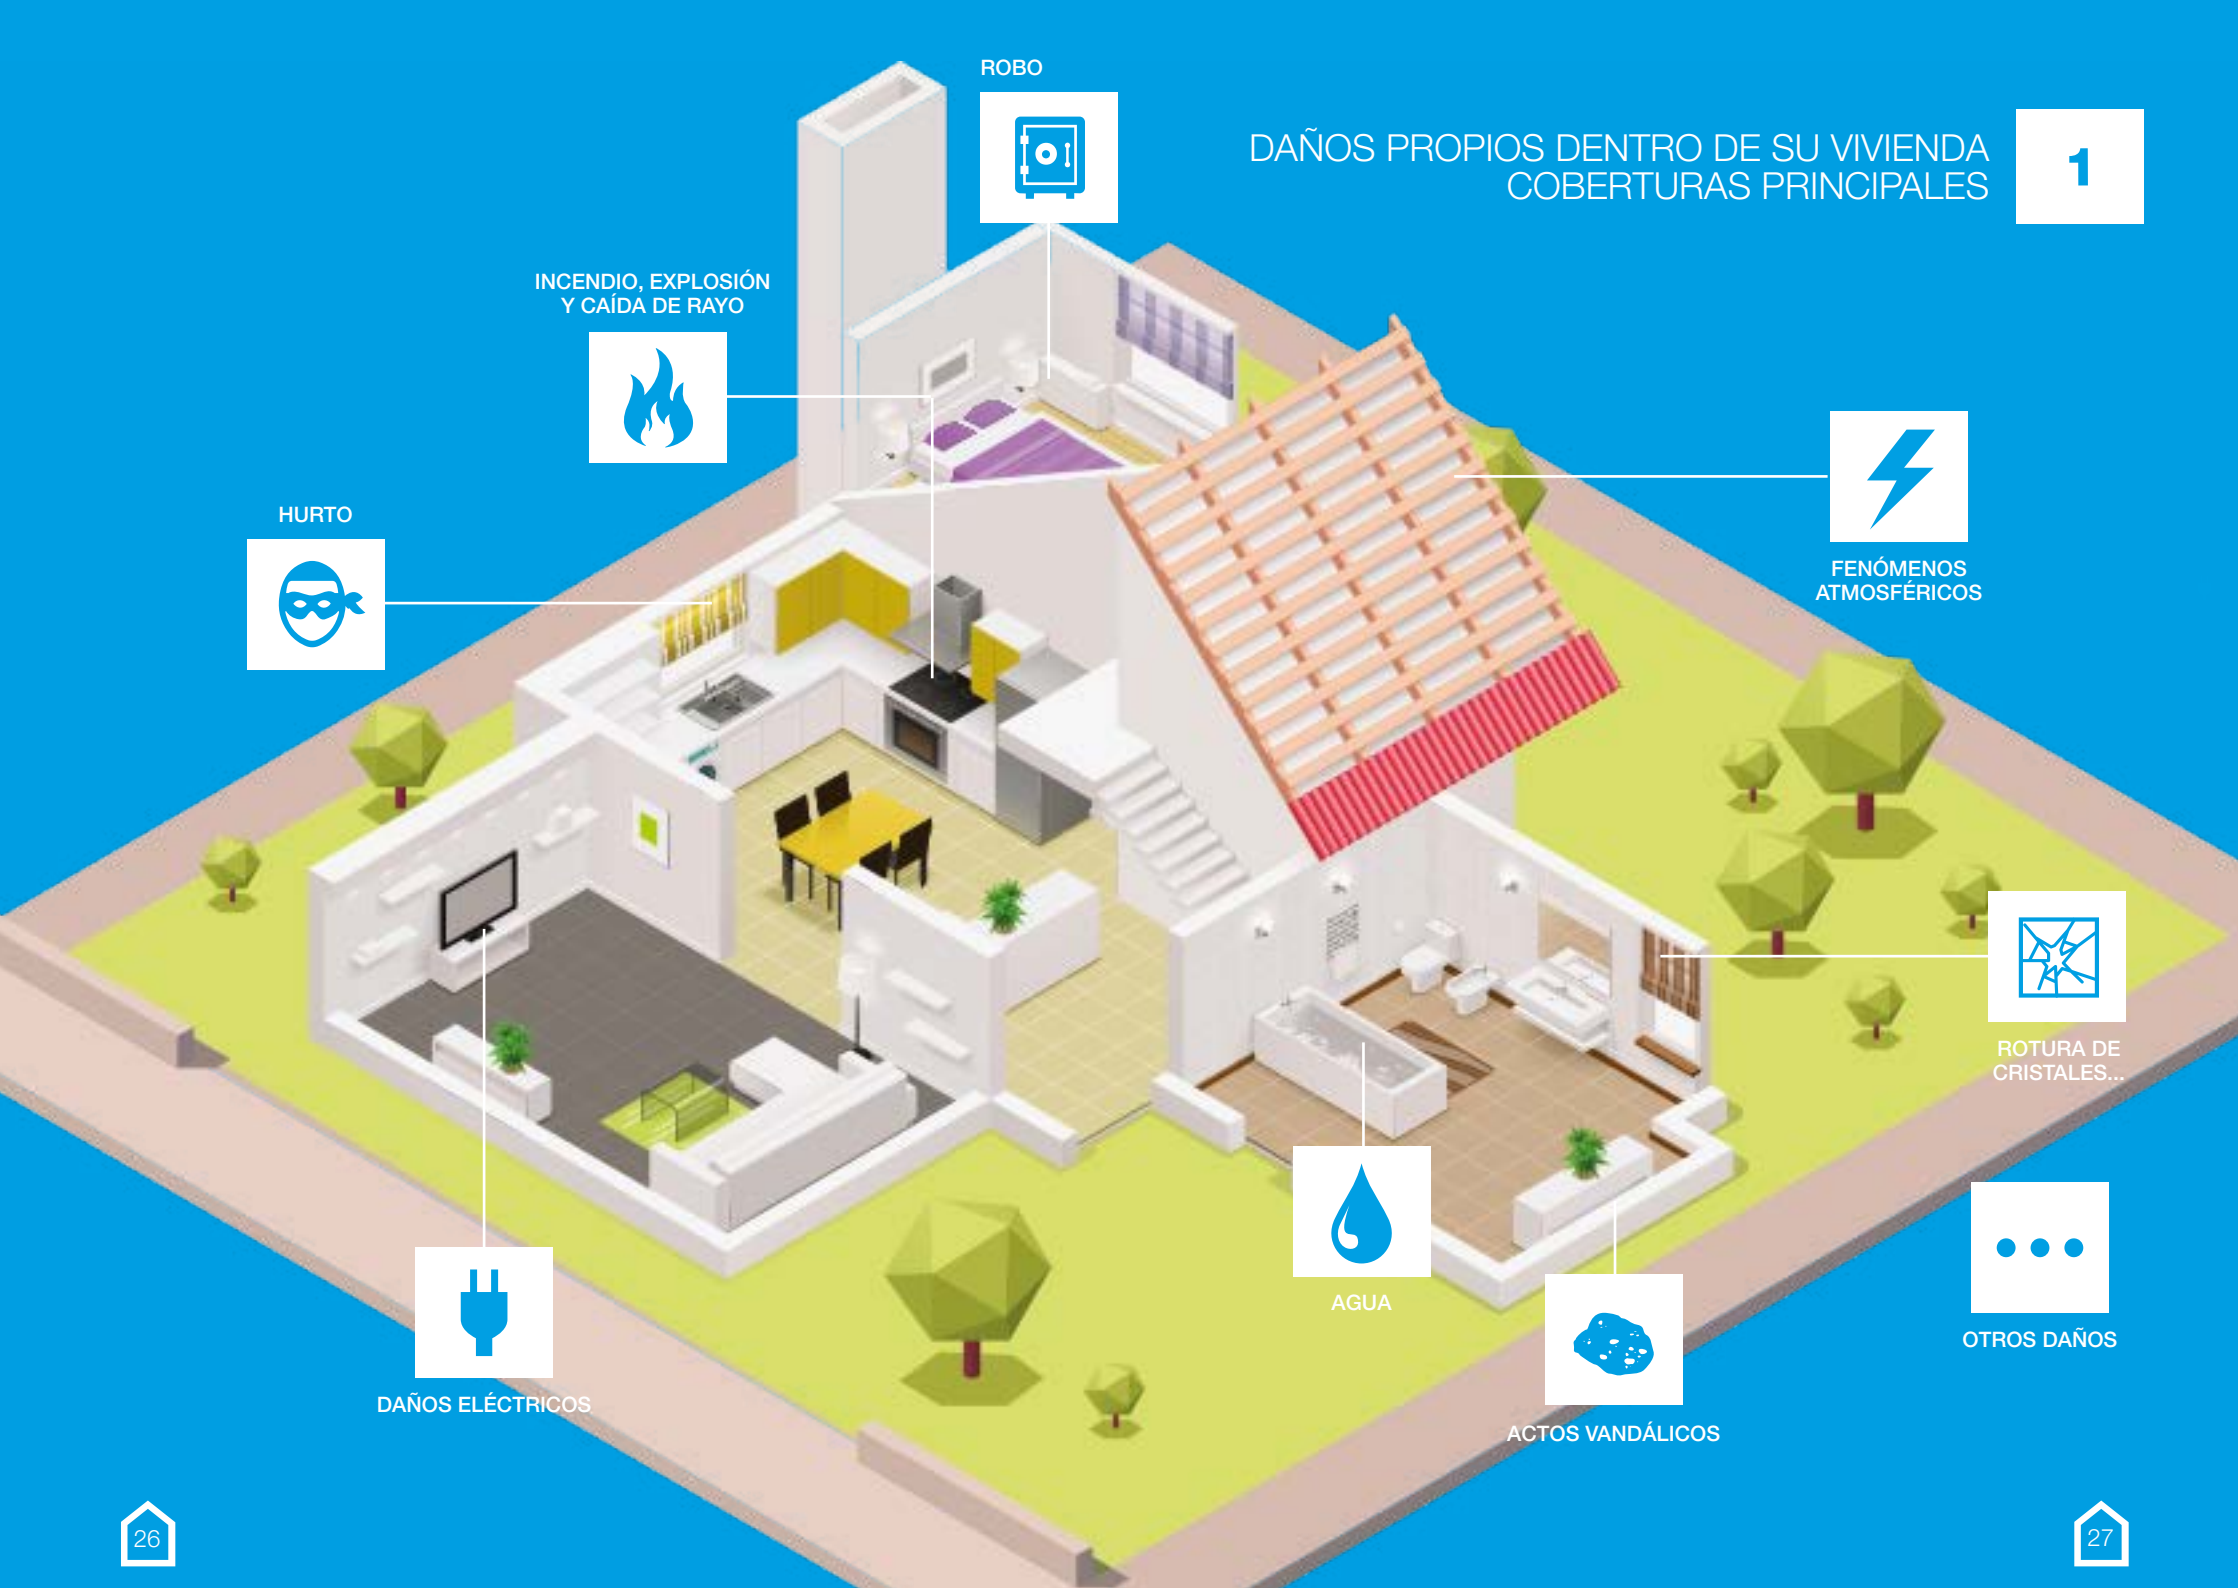 ROBO
DAÑOS PROPIOS DENTRO DE SU VIVIENDA
COBERTURAS PRINCIPALES
1
INCENDIO, EXPLOSIÓN
Y CAÍDA DE RAYO
HURTO
FENÓMENOS
ATMOSFÉRICOS
ROTURA DE
CRISTALES...
AGUA
OTROS DAÑOS
DAÑOS ELÉCTRICOS
ACTOS VANDÁLICOS
26
27